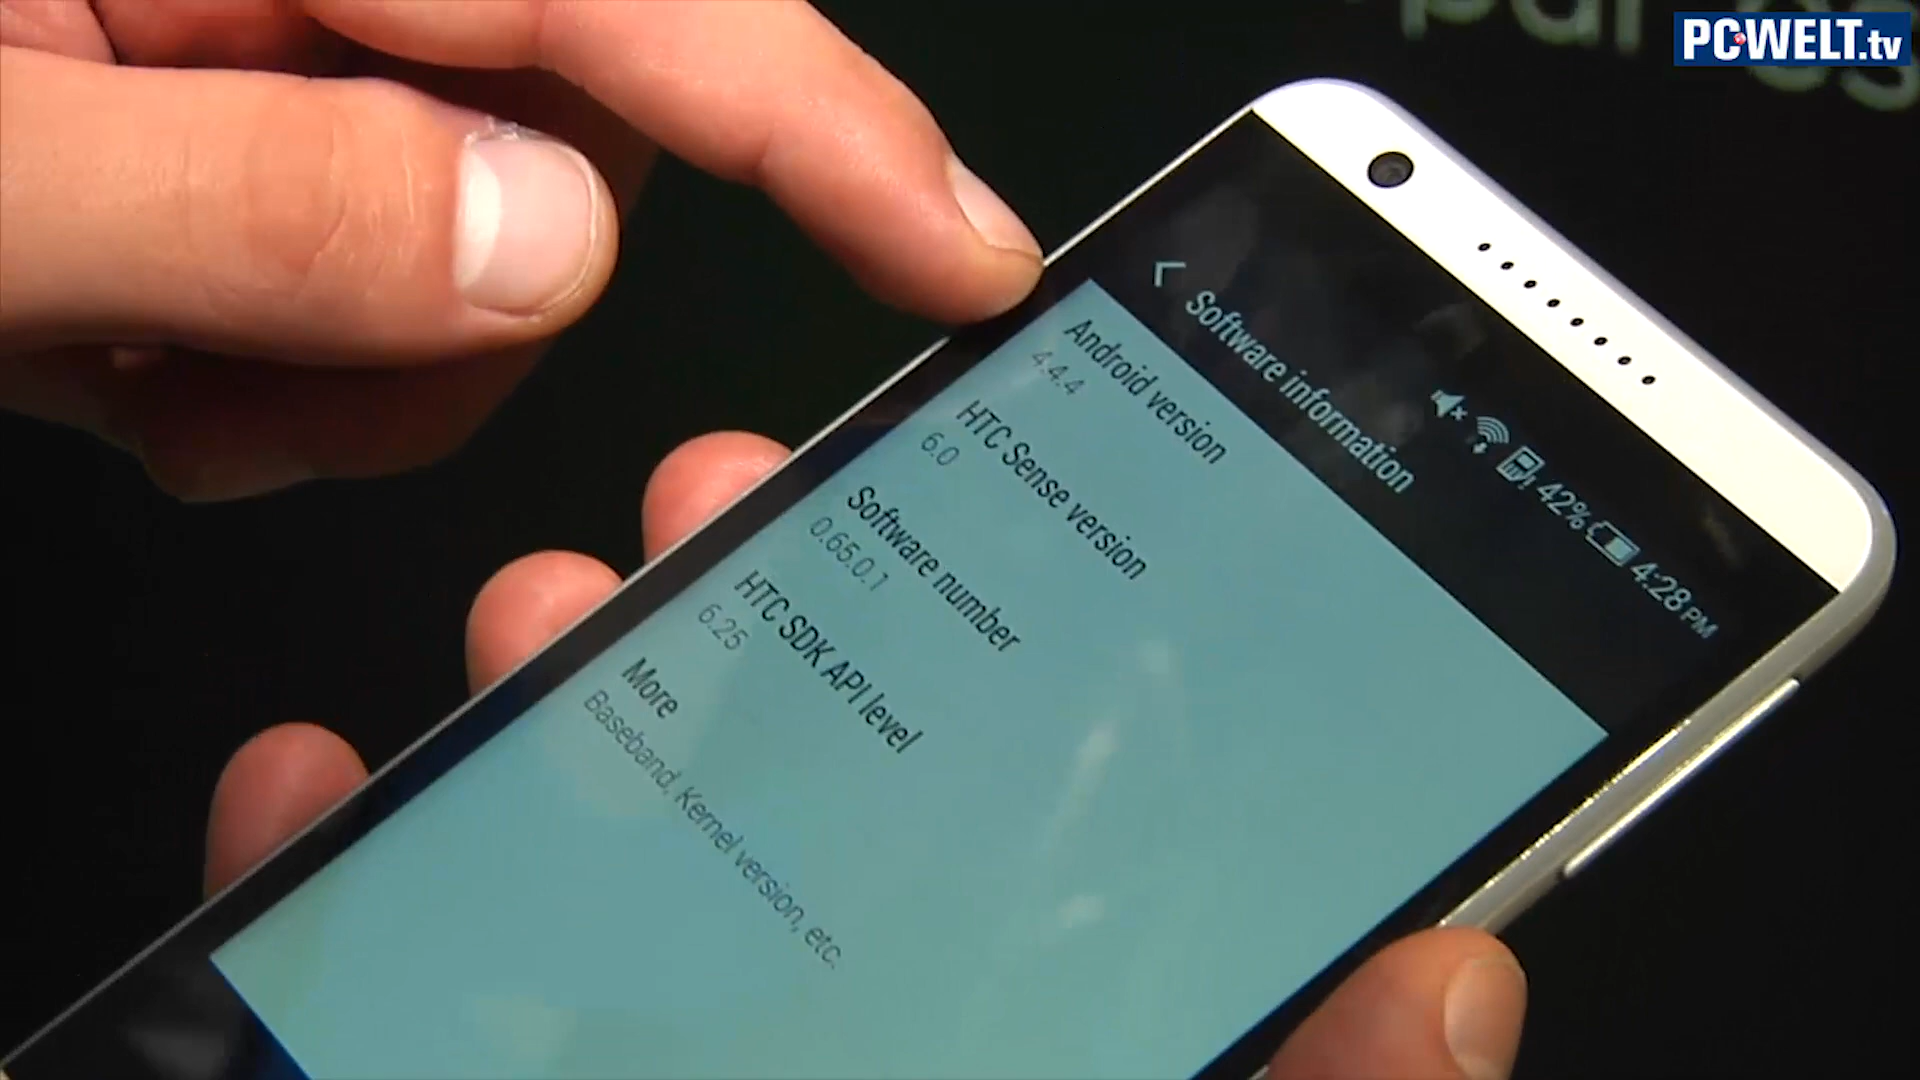 PCWELT.tv
42% 4:28 PM
Software information
Android version
4.4.4
HTC Sense version
6.0
Software number
0.65.0.1
HTC SDK API level
6.25
More
Baseband, Kernel version, etc.